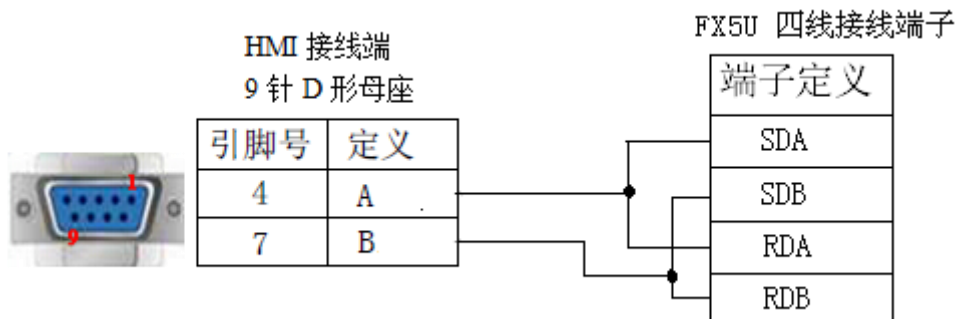 FX5U 四线接线端子
HMI 接线端
9 针 D 形母座
端子定义
引脚号 定义
SDA
4 A
SDB
7 B
RDA
RDB
1
9